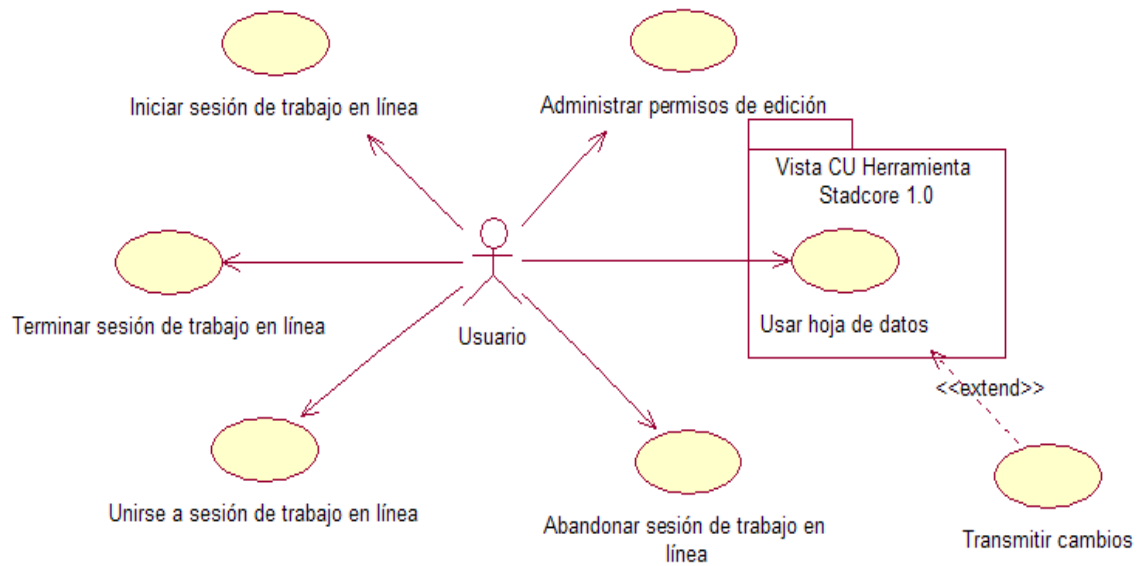 Iniciar sesión de trabajo en línea
Administrar permisos de edición
Vista CU Herramienta
Stadcore 1.0
Terminar sesión de trabajo en línea
Usuario
Usar hoja de datos
<<extend>>
Unirse a sesión de trabajo en línea
Abandonar sesión de trabajo en
línea
Transmitir cambios